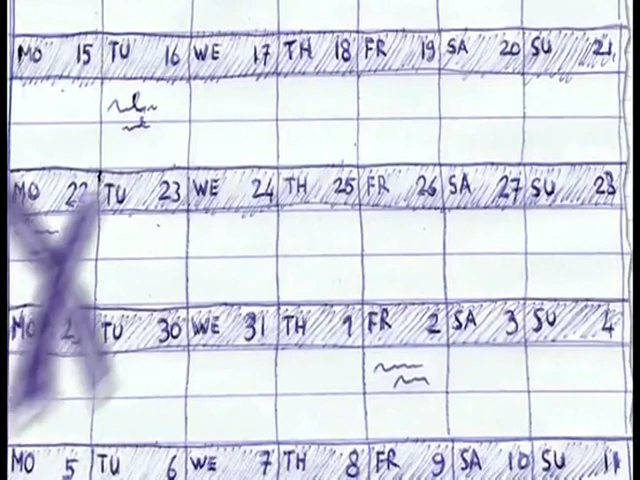 MO 15 TU 16 WE 17 TH 18 FR 19 SA 20 SU 21
MO 22 TU 23 WE 24 TH 25 FR 26 SA 27 SU 28
MO TU 30 WE 31 TH 1 FR 2 SA 3 SU 4
MO 5 TU 6 WE 7 TH 8 FR 9 SA 10 SU 11